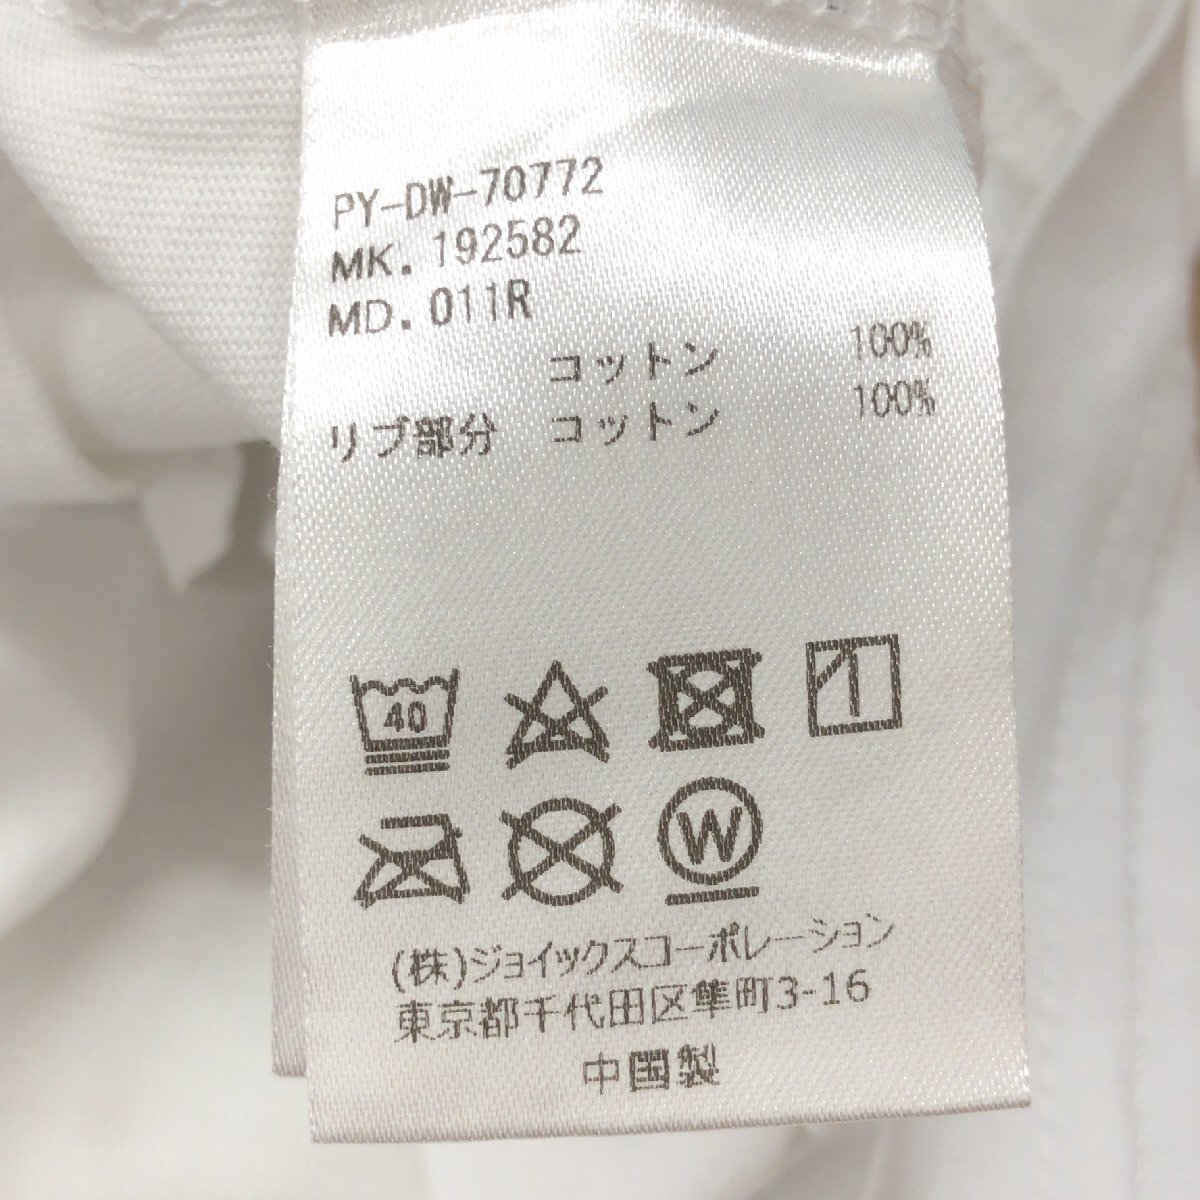 PY-DW-70772
MK. 192582
MD. 011R
コットン 100%
リブ部分 コットン 100%
40
W
(株)ジョイックスコーポレーション
東京都千代田区隼町3-16
中国製